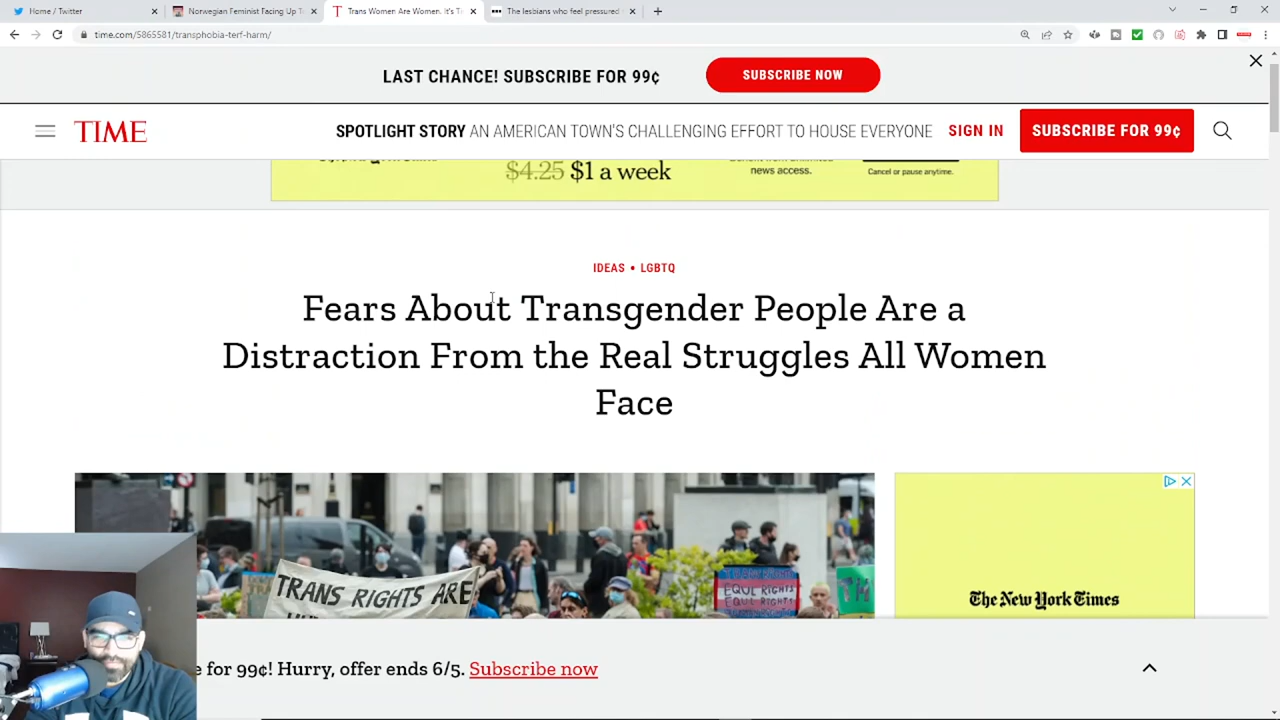 Home / Twitter
Norwegian Feminist Facing Up T
Trans Women Are Women. It's T
The lesbians who feel pressured
time.com/5865581/transphobia-terf-harm/
LAST CHANCE! SUBSCRIBE FOR 99¢
SUBSCRIBE NOW
TIME
SPOTLIGHT STORY AN AMERICAN TOWN'S CHALLENGING EFFORT TO HOUSE EVERYONE
SIGN IN
SUBSCRIBE FOR 99¢
$4.25 $1 a week
news access.
Cancel or pause anytime.
IDEAS • LGBTQ
Fears About Transgender People Are a
Distraction From the Real Struggles All Women
Face
TRANS RIGHTS ARE
EQUL RIGHTS
EQUL RIGHTS
The New York Times
e for 99¢! Hurry, offer ends 6/5. Subscribe now